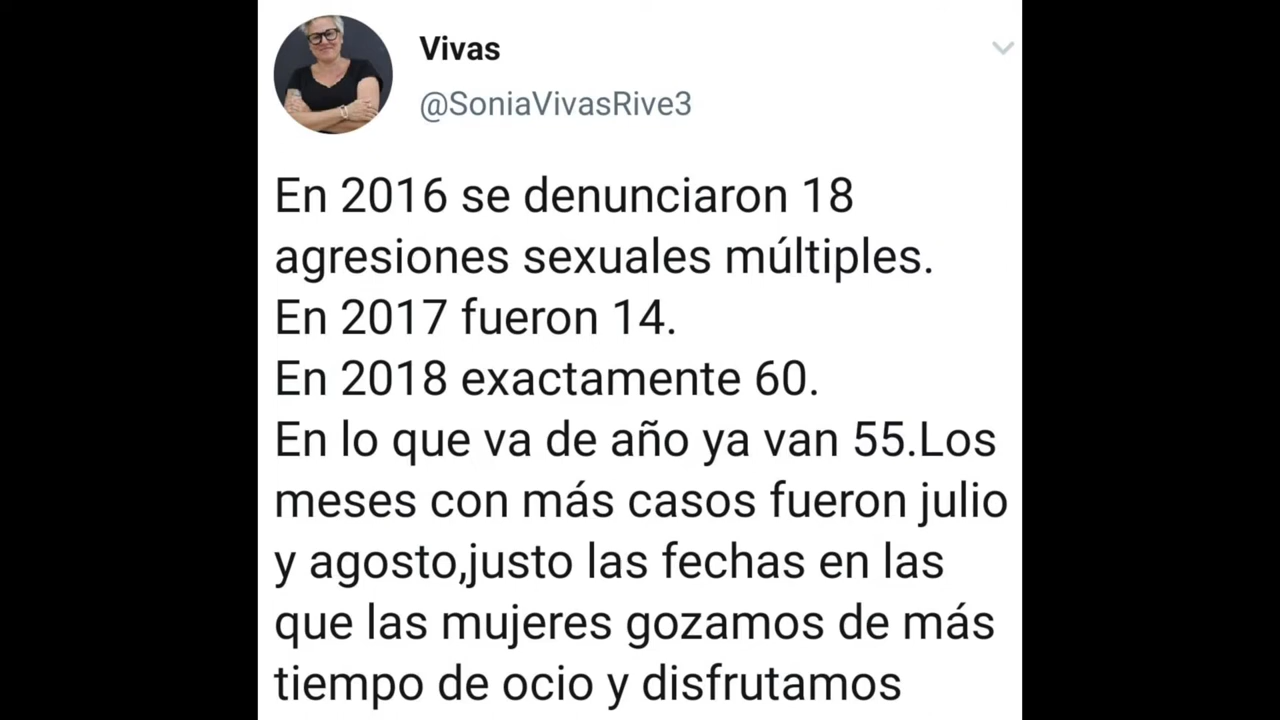 Vivas
@SoniaVivasRive3
En 2016 se denunciaron 18
agresiones sexuales múltiples.
En 2017 fueron 14.
En 2018 exactamente 60.
En lo que va de año ya van 55.Los
meses con más casos fueron julio
y agosto,justo las fechas en las
que las mujeres gozamos de más
tiempo de ocio y disfrutamos